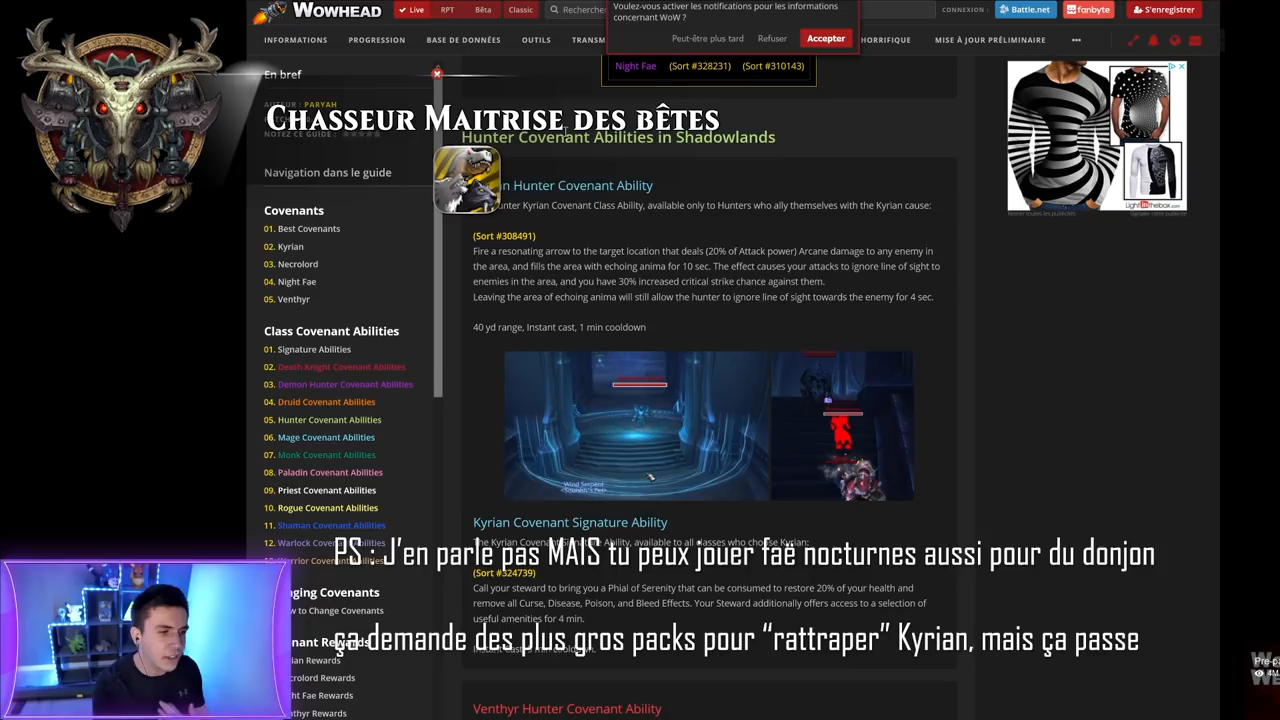 WOWHEAD
Live
RPT
Bêta
Classic
Recherche
Voulez-vous activer les notifications pour les informations
concernant WoW ?
Peut-être plus tard
Refuser
Accepter
CONNEXION :
Battle.net
fanbyte
S'enregistrer
INFORMATIONS
PROGRESSION
BASE DE DONNÉES
OUTILS
TRANSM
HORRIFIQUE
MISE À JOUR PRÉLIMINAIRE
Night Fae
(Sort #328231)
(Sort #310143)
En bref
AUTEUR : PARYAH
NOTEZ CE GUIDE :
CHASSEUR MAITRISE DES BÊTES
Navigation dans le guide
Covenants
01. Best Covenants
02. Kyrian
03. Necrolord
04. Night Fae
05. Venthyr
Class Covenant Abilities
01. Signature Abilities
02. Death Knight Covenant Abilities
03. Demon Hunter Covenant Abilities
04. Druid Covenant Abilities
05. Hunter Covenant Abilities
06. Mage Covenant Abilities
07. Monk Covenant Abilities
08. Paladin Covenant Abilities
09. Priest Covenant Abilities
10. Rogue Covenant Abilities
11. Shaman Covenant Abilities
12. Warlock Cov
rrior Covenant Abilities
nging Covenants
ow to Change Covenants
enant Rewards
ian Rewards
crolord Rewards
ht Fae Rewards
nthyr Rewards
Hunter Covenant Abilities in Shadowlands
n Hunter Covenant Ability
unter Kyrian Covenant Class Ability, available only to Hunters who ally themselves with the Kyrian cause:
(Sort #308491)
Fire a resonating arrow to the target location that deals (20% of Attack power) Arcane damage to any enemy in
the area, and fills the area with echoing anima for 10 sec. The effect causes your attacks to ignore line of sight to
enemies in the area, and you have 30% increased critical strike chance against them.
Leaving the area of echoing anima will still allow the hunter to ignore line of sight towards the enemy for 4 sec.
40 yd range, Instant cast, 1 min cooldown
Wind Serpent
Kyrian Covenant Signature Ability
The Kyrian Covenant Signature Ability, available to all classes who choose Kyrian:
PS : J'en parle pas MAIS tu peux jouer faë nocturnes aussi pour du donjon
(Sort #324739)
Call your steward to bring you a Phial of Serenity that can be consumed to restore 20% of your health and
remove all Curse, Disease, Poison, and Bleed Effects. Your Steward additionally offers access to a selection of
useful amenities for 4 min.
ça demande des plus gros packs pour "rattraper" Kyrian, mais ça passe
Venthyr Hunter Covenant Ability
LightInTheBox.com
Pre-pa
4M